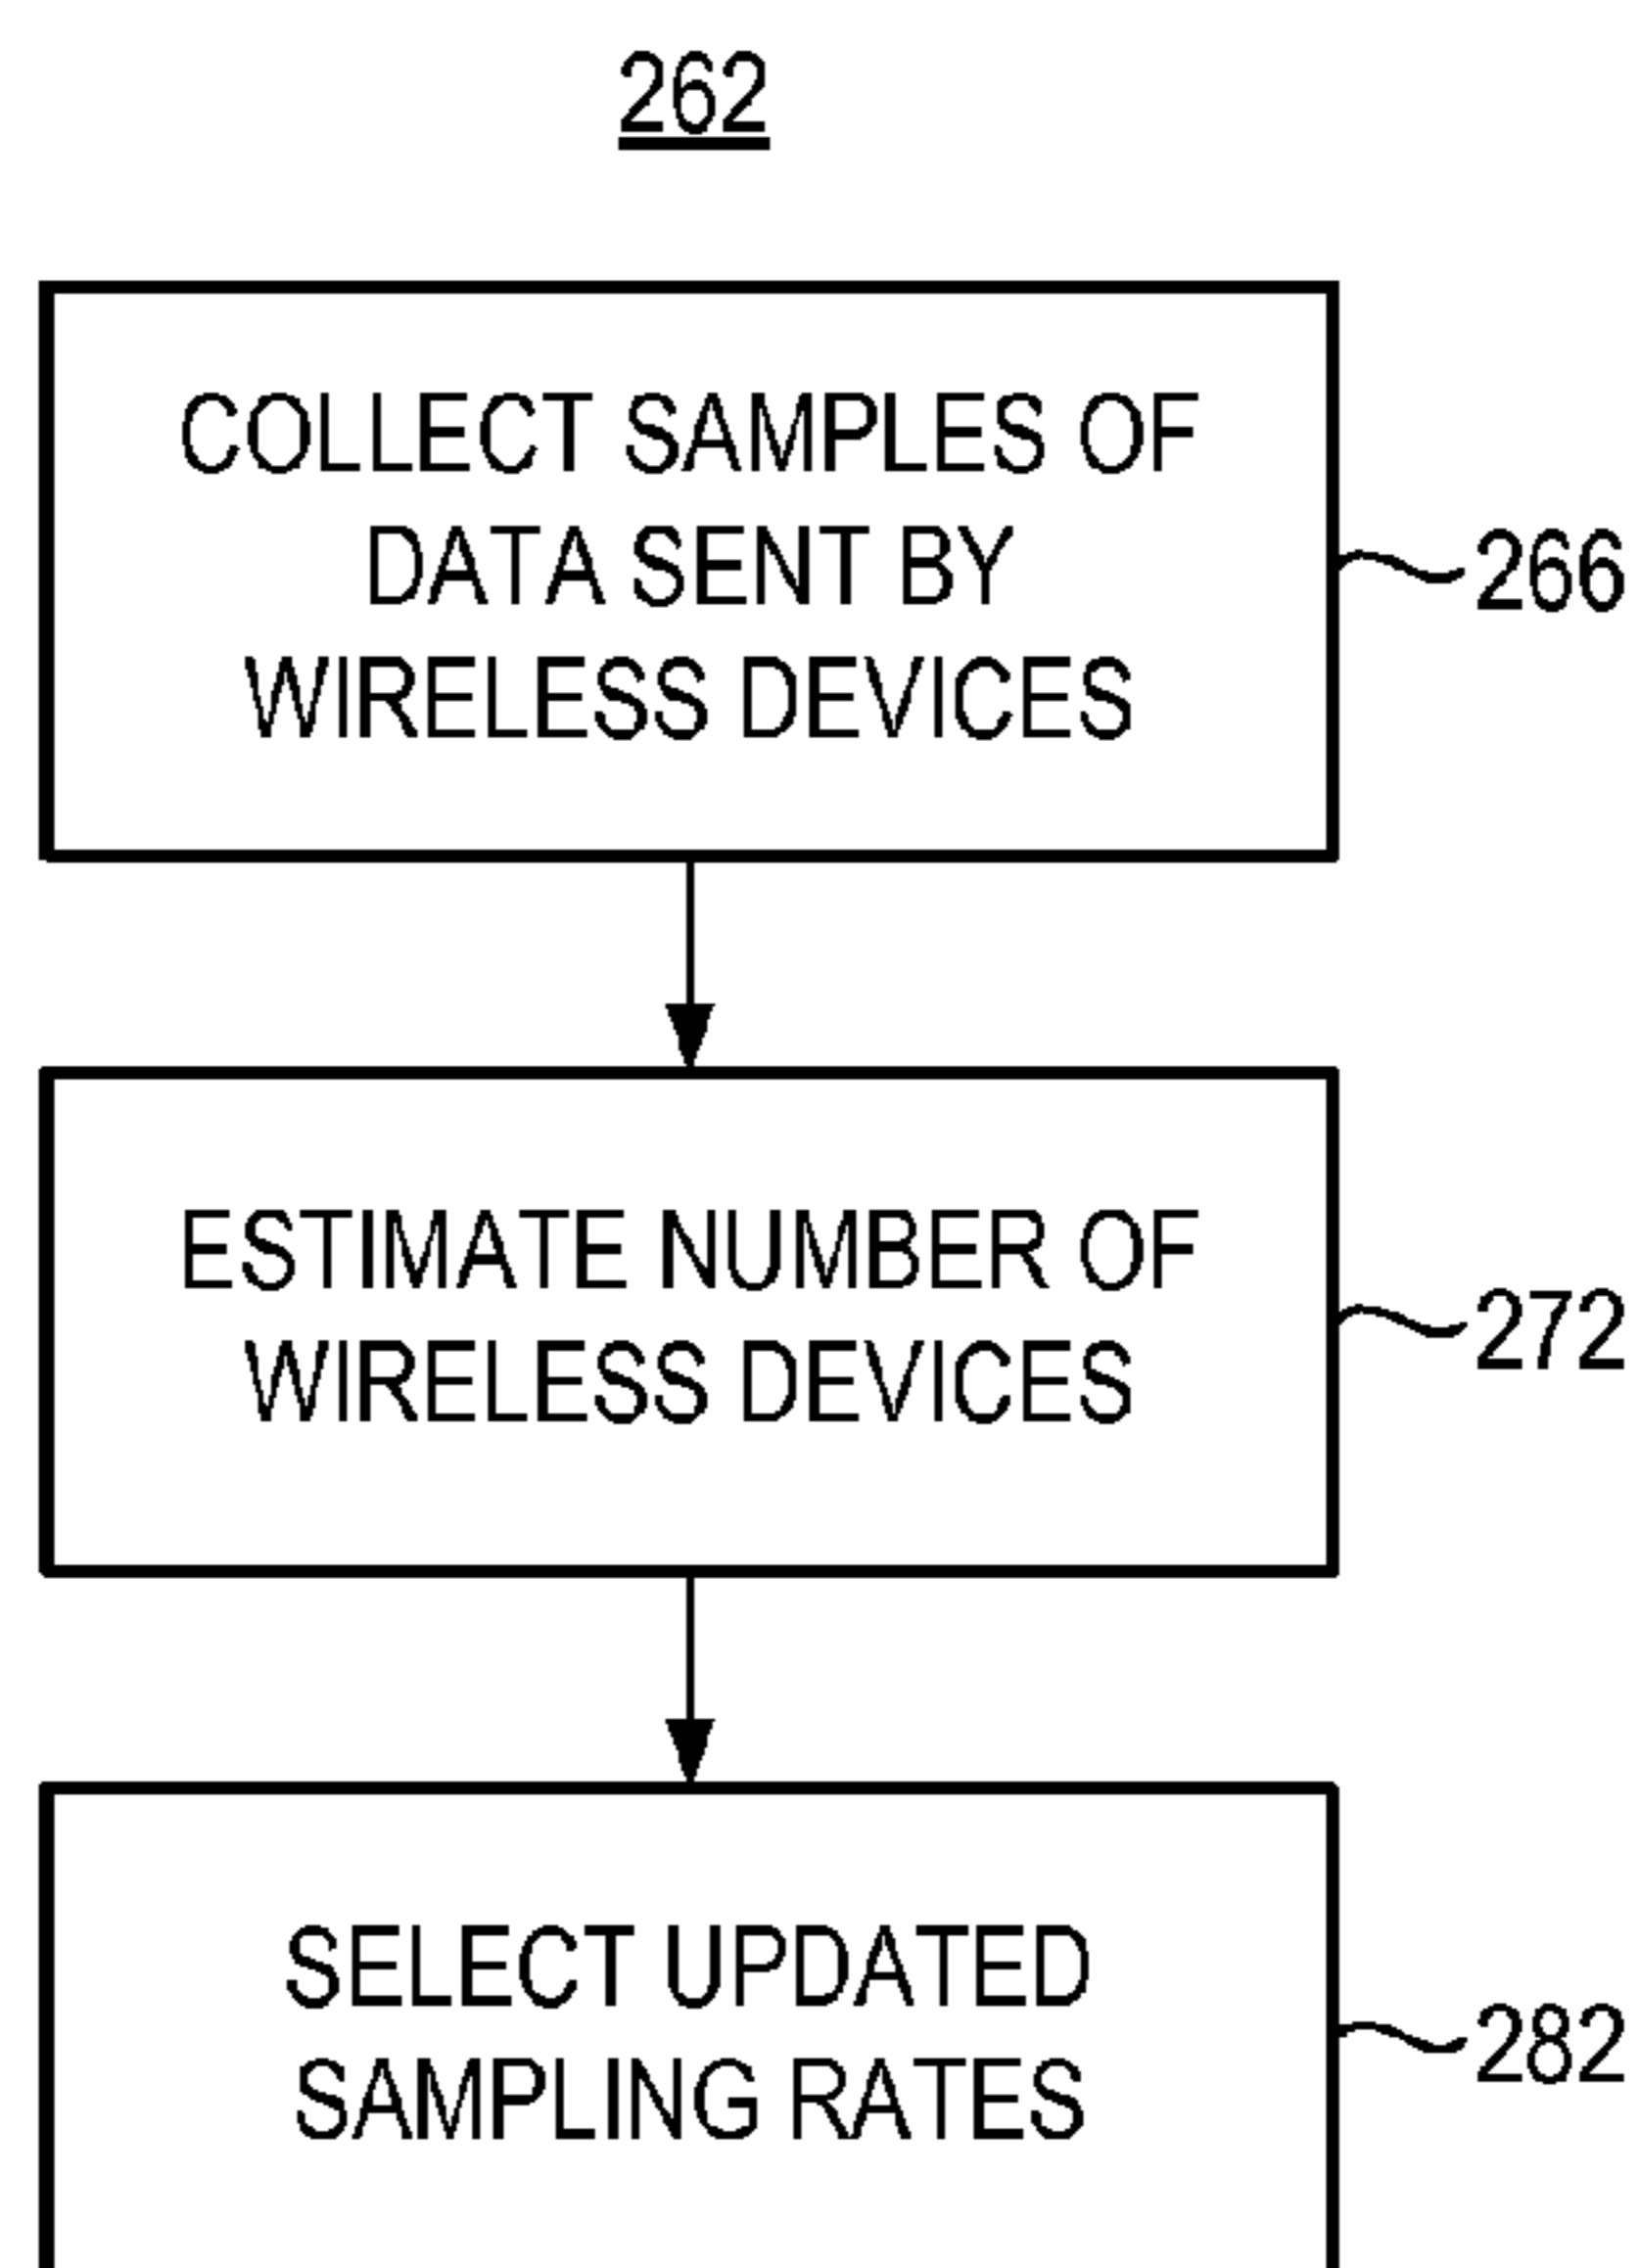 262
COLLECT SAMPLES OF
DATA SENT BY
WIRELESS DEVICES
266
ESTIMATE NUMBER OF
WIRELESS DEVICES
272
SELECT UPDATED
SAMPLING RATES
282